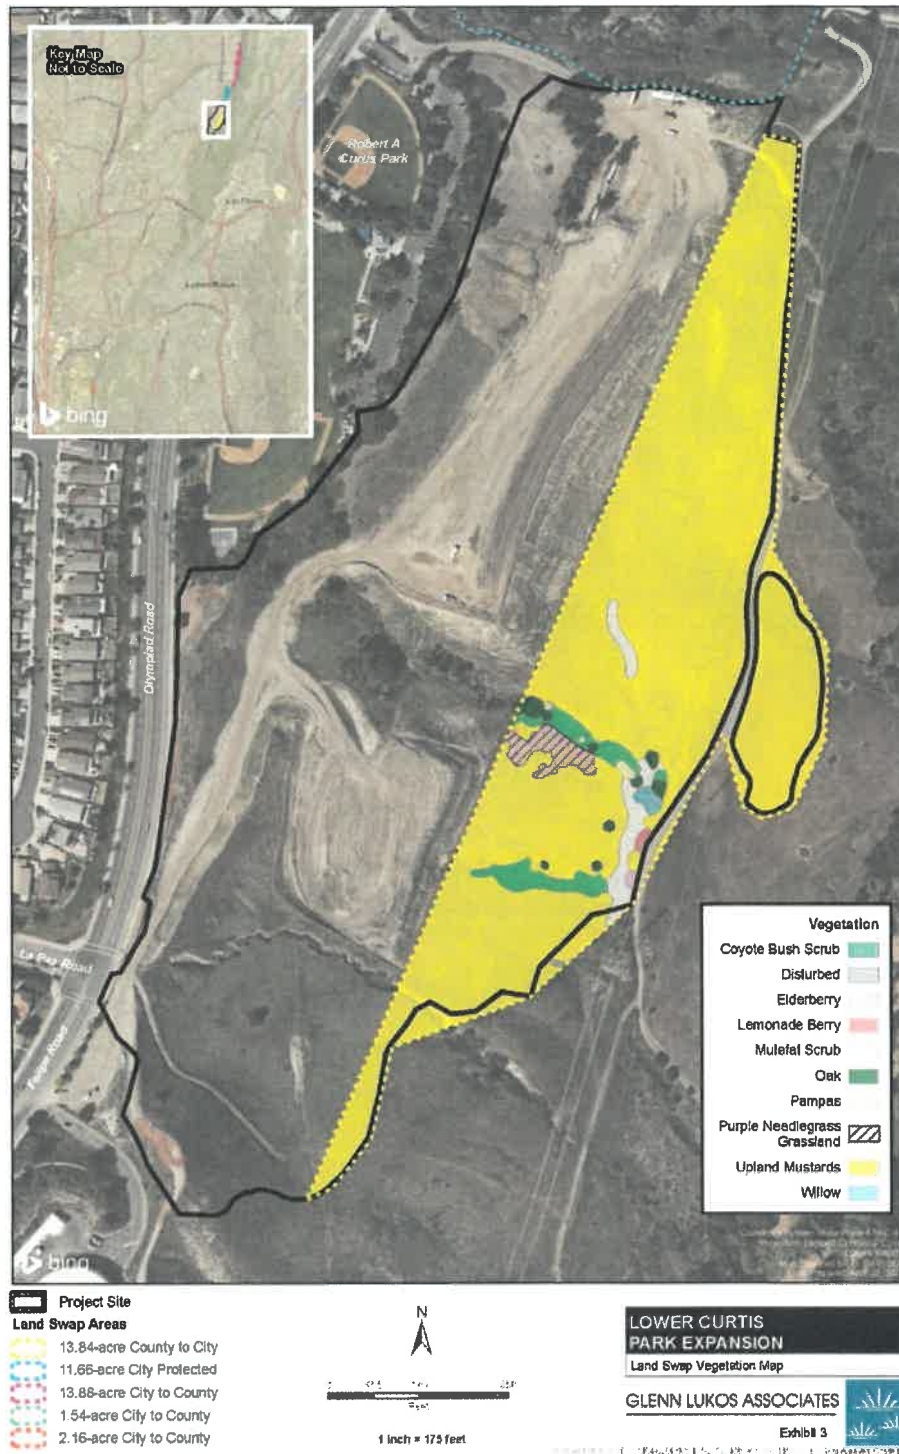 Key Map
Not to Scale
bing
Robert A
Curtis Park
Olympiad Road
La Paz Road
Felipe Road
bing
Vegetation
Coyote Bush Scrub
Disturbed
Elderberry
Lemonade Berry
Mulefat Scrub
Oak
Pampas
Purple Needlegrass
Grassland
Upland Mustards
Willow
Project Site
Land Swap Areas
13.84-acre County to City
11.66-acre City Protected
13.88-acre City to County
1.54-acre City to County
2.16-acre City to County
N
Feet
1 inch = 175 feet
LOWER CURTIS
PARK EXPANSION
Land Swap Vegetation Map
GLENN LUKOS ASSOCIATES
Exhibit 3